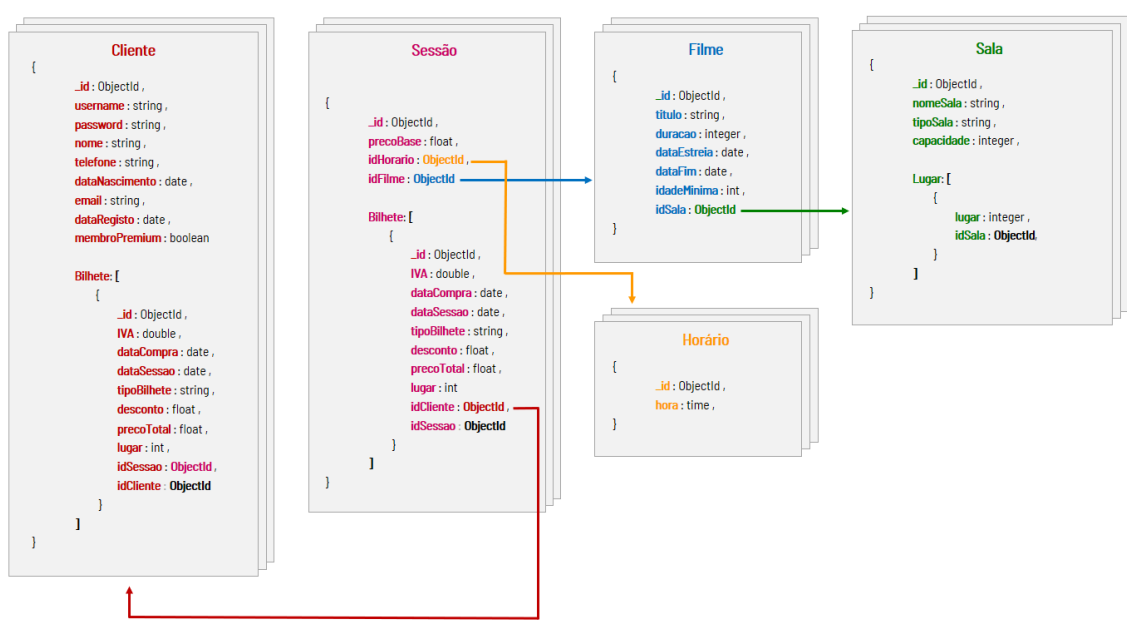 Cliente
{
_id : ObjectId ,
username : string ,
password : string ,
nome : string ,
telefone : string ,
dataNascimento : date ,
email : string ,
dataRegisto : date ,
membroPremium : boolean
Bilhete: [
{
_id : ObjectId ,
IVA : double ,
dataCompra : date ,
dataSessao : date ,
tipoBilhete : string ,
desconto : float ,
precoTotal : float ,
lugar : int ,
idSessao : ObjectId ,
idCliente : ObjectId
}
]
}
Sessão
{
_id : ObjectId ,
precoBase : float ,
idHorario : ObjectId ,
idFilme : ObjectId
Bilhete: [
{
_id : ObjectId ,
IVA : double ,
dataCompra : date ,
dataSessao : date ,
tipoBilhete : string ,
desconto : float ,
precoTotal : float ,
lugar : int
idCliente : ObjectId ,
idSessao : ObjectId
}
]
}
Filme
{
_id : ObjectId ,
titulo : string ,
duracao : integer ,
dataEstreia : date ,
dataFim : date ,
idadeMinima : int ,
idSala : ObjectId
}
Horário
{
_id : ObjectId ,
hora : time ,
}
Sala
{
_id : ObjectId ,
nomeSala : string ,
tipoSala : string ,
capacidade : integer ,
Lugar: [
{
lugar : integer ,
idSala : ObjectId,
}
]
}